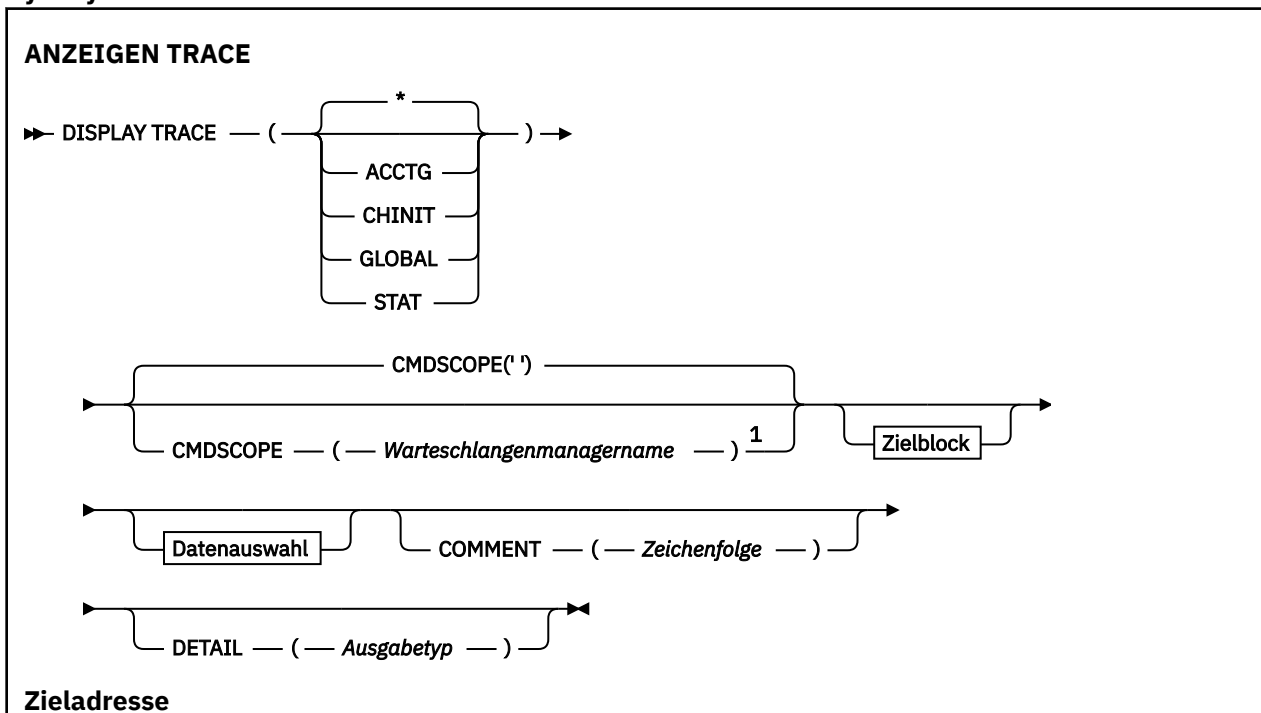 ANZEIGEN TRACE
*
DISPLAY TRACE ( )
ACCTG
CHINIT
GLOBAL
STAT
CMDSCOPE(' ')
CMDSCOPE ( Warteschlangenmanagername ) 1
Zielblock
Datenauswahl
COMMENT ( Zeichenfolge )
DETAIL ( Ausgabetyp )
Zieladresse